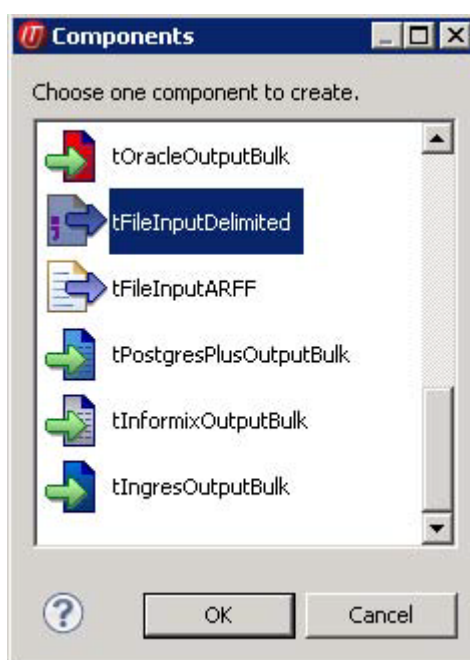 Components
Choose one component to create.
tOracleOutputBulk
tFileInputDelimited
tFileInputARFF
tPostgresPlusOutputBulk
tInformixOutputBulk
tIngresOutputBulk
?
OK
Cancel